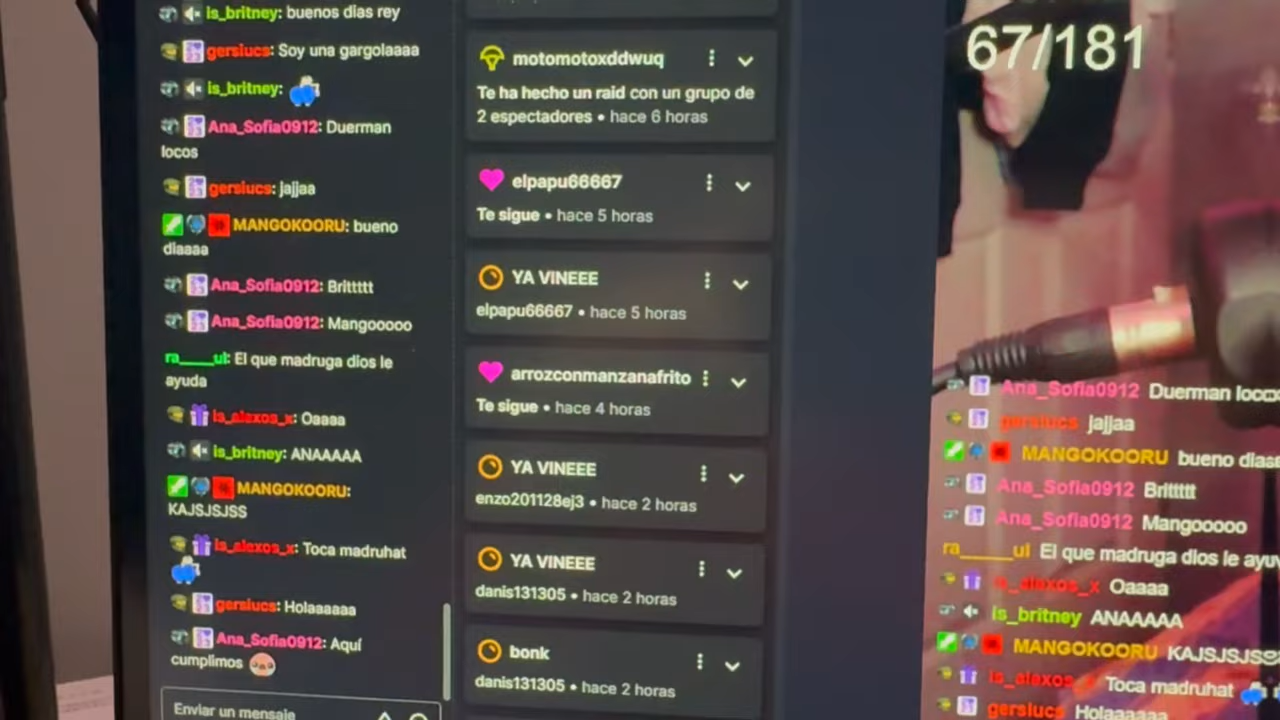 is_britney: buenos dias rey
gersiucs: Soy una gargolaaaa
is_britney:
Ana_Sofia0912: Duerman
locos
gersiucs: jajjaa
MANGOKOORU: bueno
diaaaa
Ana_Sofia0912: Brittttt
Ana_Sofia0912: Mangooooo
ra____ul: El que madruga dios le
ayuda
is_alexos_x: Oaaaa
is_britney: ANAAAAA
MANGOKOORU:
KAJSJSJSS
is_alexos_x: Toca madruhat
gersiucs: Holaaaaaa
Ana_Sofia0912: Aquí
cumplimos
Enviar un mensaje
motomotoxddwuq
Te ha hecho un raid con un grupo de
2 espectadores • hace 6 horas
elpapu66667
Te sigue • hace 5 horas
YA VINEEE
elpapu66667 • hace 5 horas
arrozconmanzanafrito
Te sigue • hace 4 horas
YA VINEEE
enzo201128ej3 • hace 2 horas
YA VINEEE
danis131305 • hace 2 horas
bonk
danis131305 • hace 2 horas
67/181
Ana_Sofia0912 Duerman
gersiucs jajjaa
MANGOKOORU bueno
Ana_Sofia0912 Brittttt
Ana_Sofia0912 Mangooooo
ra____ul El que madruga dios le
is_alexos_x Oaaaa
is_britney ANAAAAA
MANGOKOORU KAJSJSJSS
is_alexos Toca madruhat
gersiucs Holaaaaaa